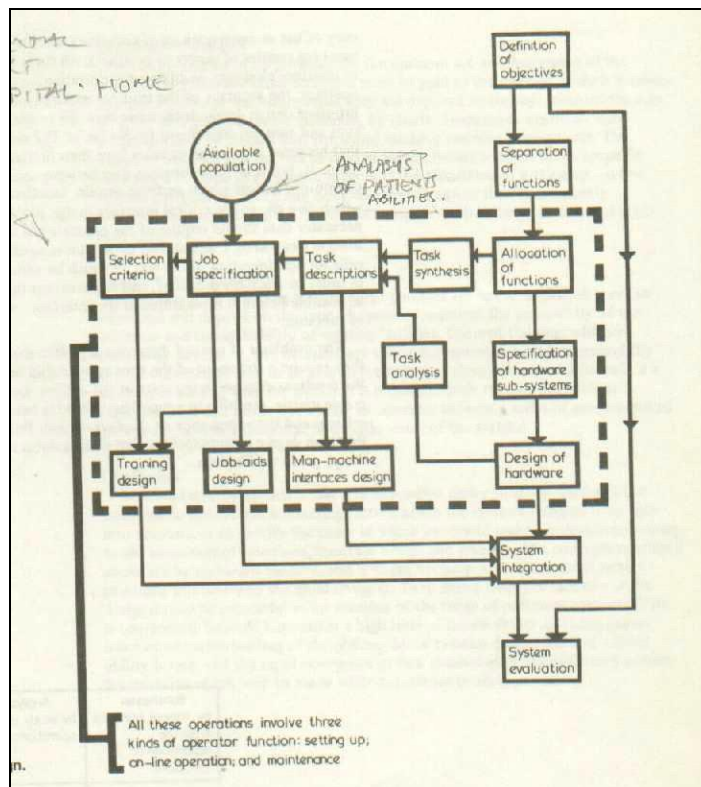 PITAL. HOME
Definition
of
objectives
Available
population
ANALYSIS
OF PATIENTS
ABILITES.
Separation
of
functions
Selection
criteria
Job
specification
Task
descriptions
Task
synthesis
Allocation
of
functions
Task
analysis
Specification
of hardware
sub-systems
Training
design
Job-aids
design
Man-machine
interfaces design
Design of
hardware
System
integration
System
evaluation
All these operations involve three
kinds of operator function: setting up;
on-line operation; and maintenance
gn.